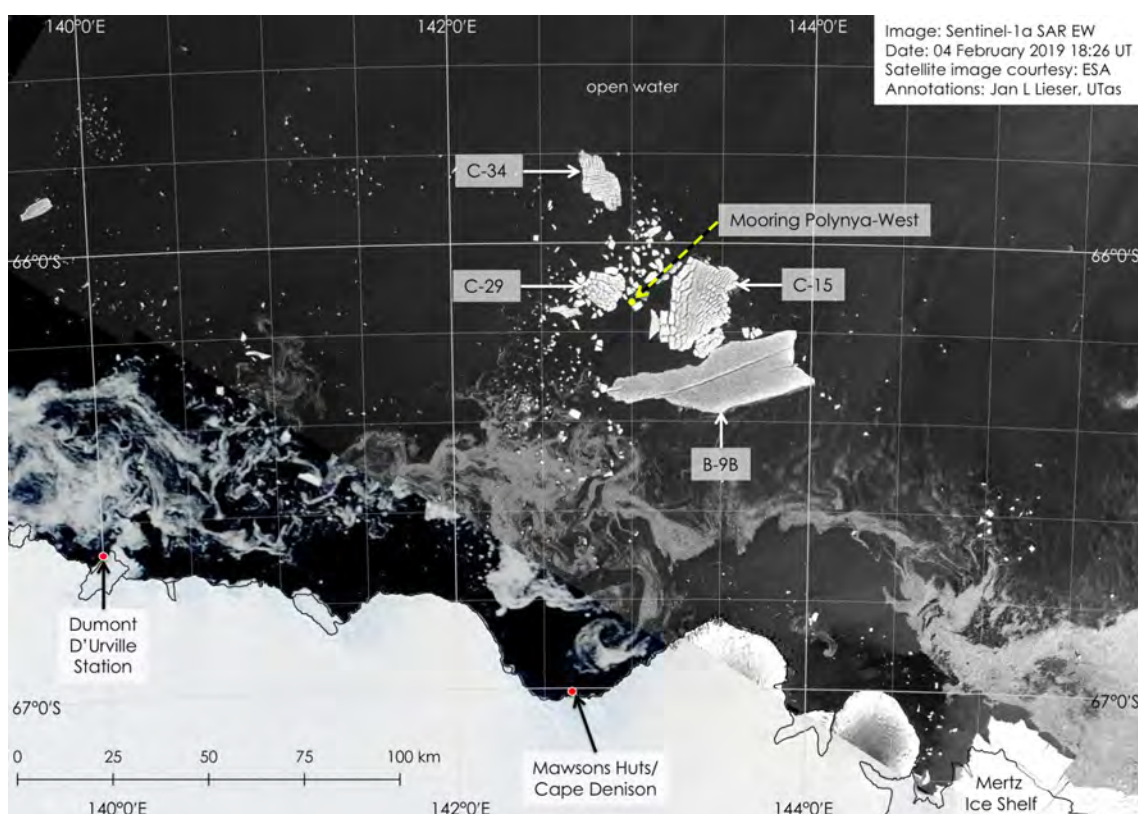 140°0'E
142°0'E
144°0'E
Image: Sentinel-1a SAR EW
Date: 04 February 2019 18:26 UT
Satellite image courtesy: ESA
Annotations: Jan L Lieser, UTas
open water
C-34
Mooring Polynya-West
66°0'S
66°0'S
C-29
C-15
B-9B
Dumont
D'Urville
Station
67°0'S
67°0'S
0 25 50 75 100 km
Mawsons Huts/
Cape Denison
Mertz
Ice Shelf
140°0'E
142°0'E
144°0'E